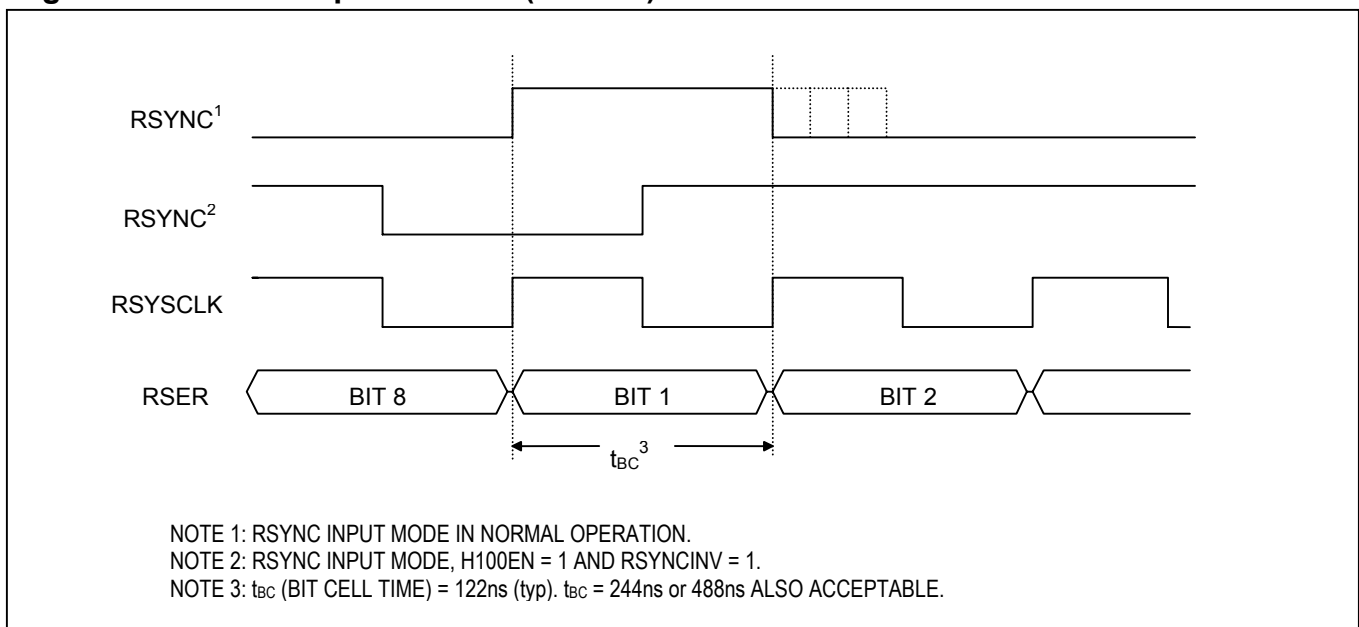 RSYNC1
RSYNC2
RSYSCLK
RSER BIT 8 BIT 1 BIT 2
tBC3
NOTE 1: RSYNC INPUT MODE IN NORMAL OPERATION.
NOTE 2: RSYNC INPUT MODE, H100EN = 1 AND RSYNCINV = 1.
NOTE 3: tBC (BIT CELL TIME) = 122ns (typ). tBC = 244ns or 488ns ALSO ACCEPTABLE.